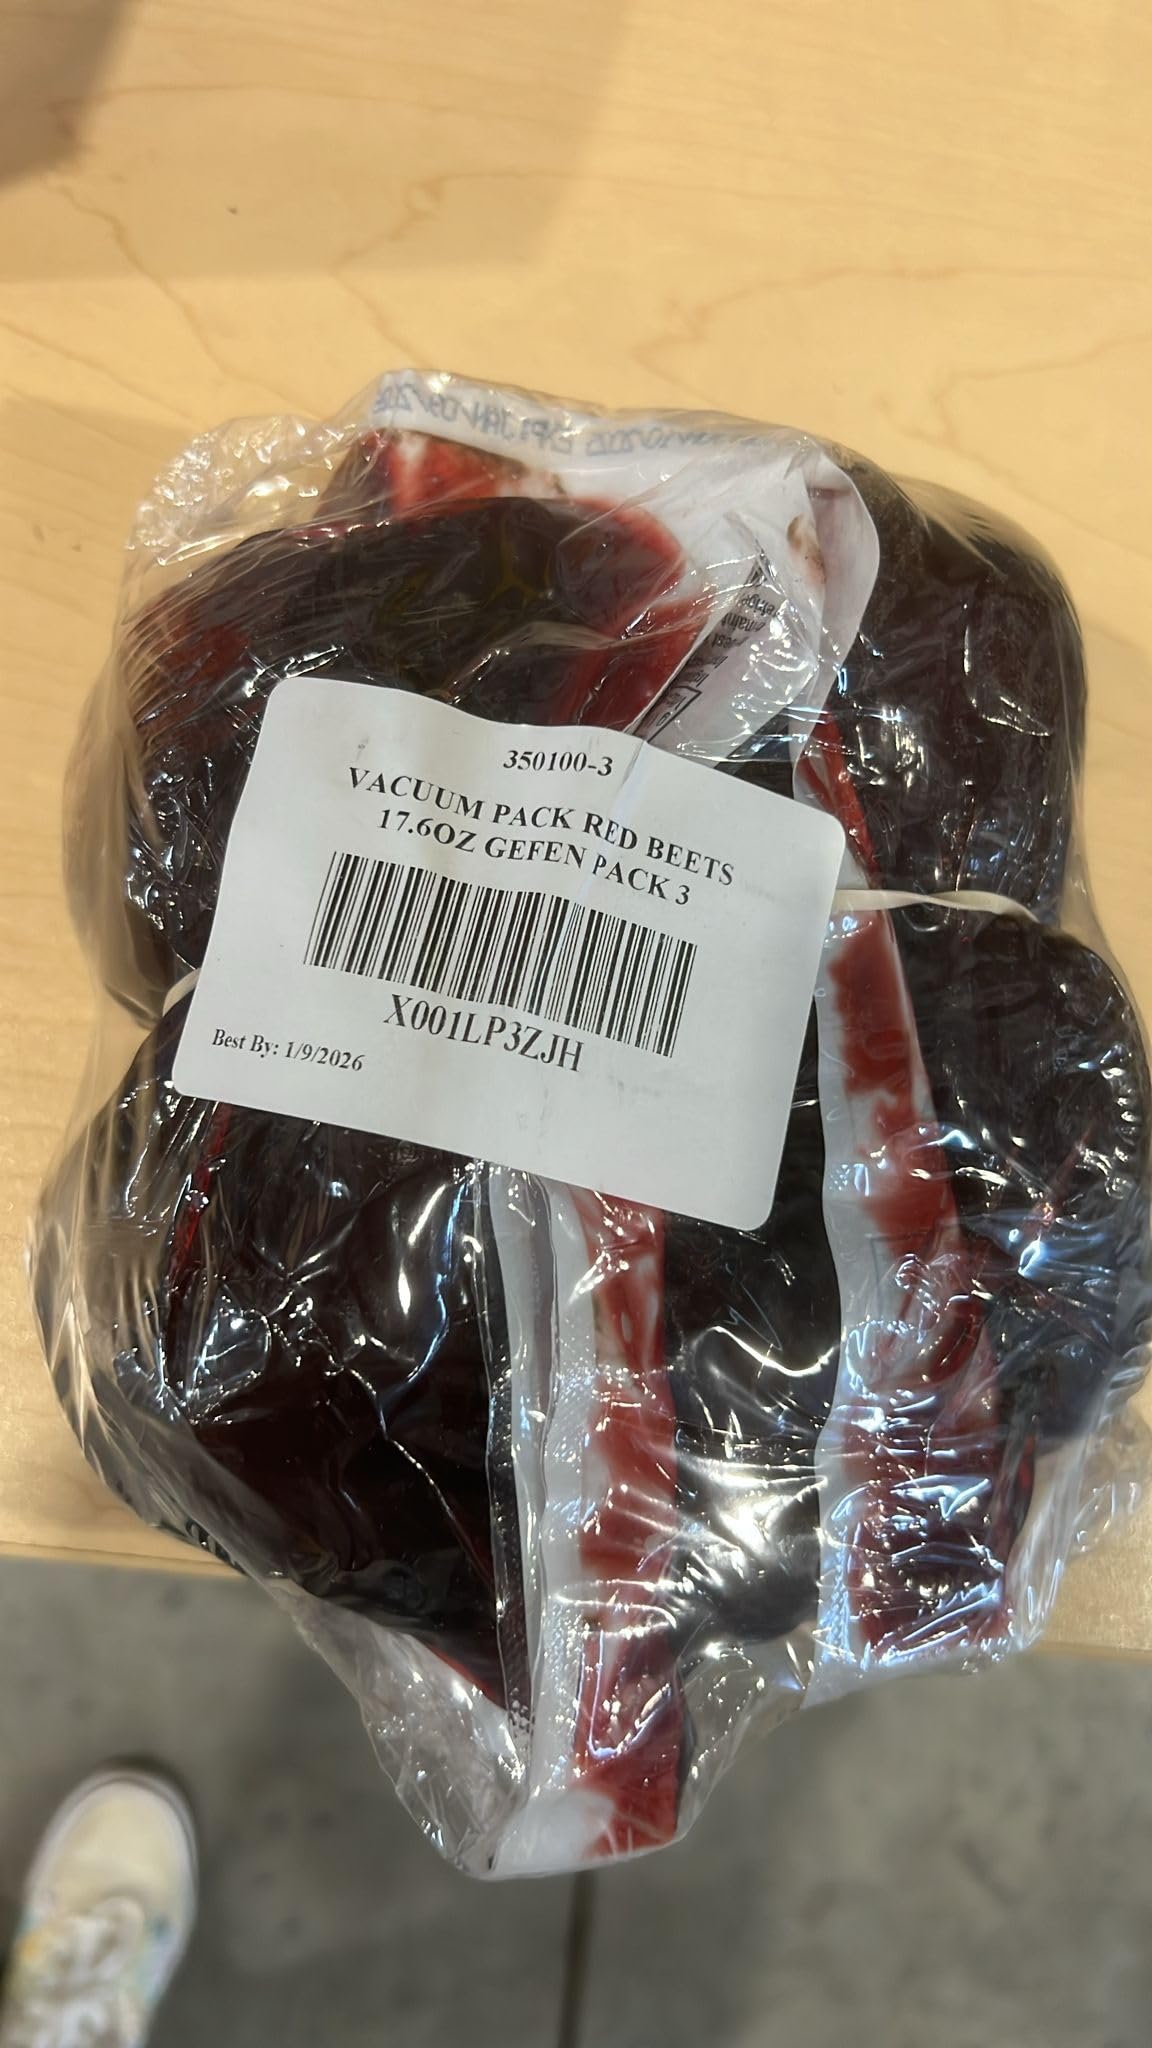 350100-3
VACUUM PACK RED BEETS
17.6OZ GEFEN PACK 3
X001LP3ZJH
Best By: 1/9/2026